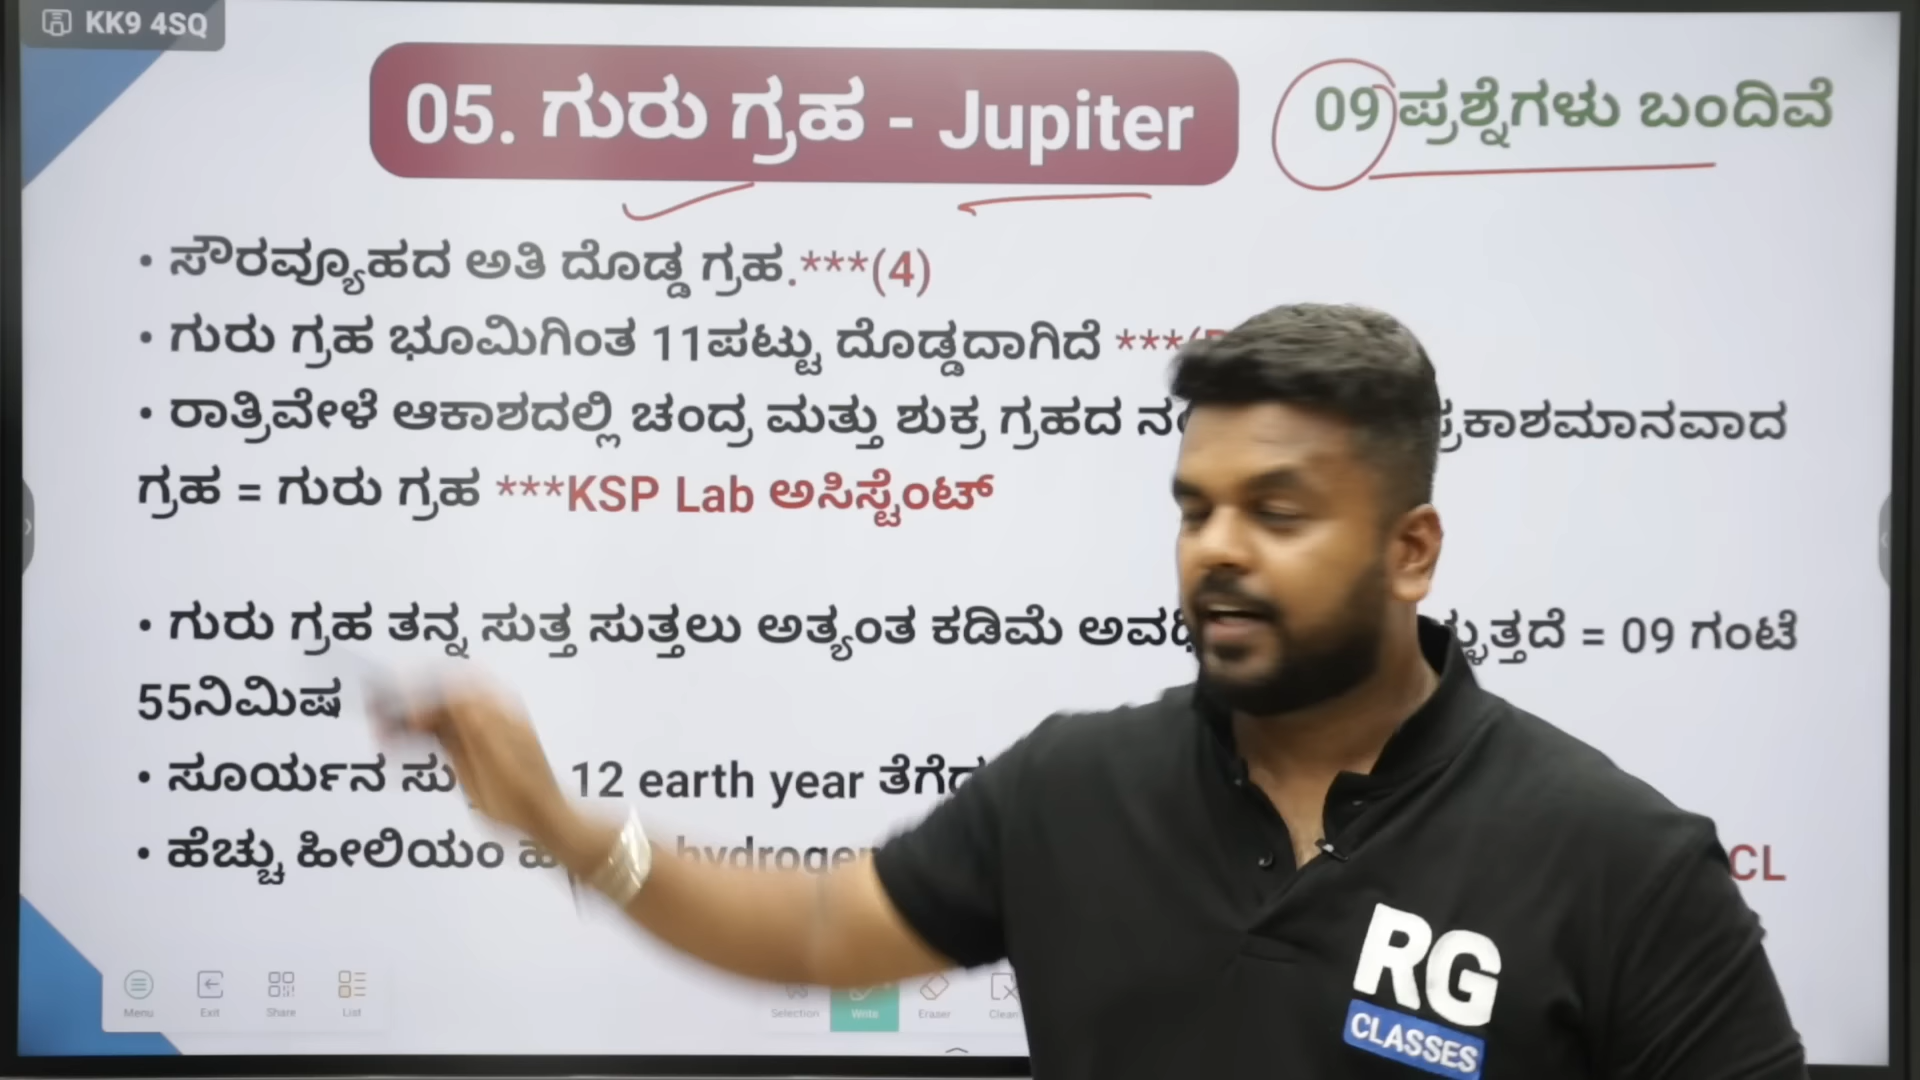 KK9 4SQ
05. ಗುರು ಗ್ರಹ - Jupiter
09 ಪ್ರಶ್ನೆಗಳು ಬಂದಿವೆ
• ಸೌರವ್ಯೂಹದ ಅತಿ ದೊಡ್ಡ ಗ್ರಹ.***(4)
• ಗುರು ಗ್ರಹ ಭೂಮಿಗಿಂತ 11ಪಟ್ಟು ದೊಡ್ಡದಾಗಿದೆ ***
• ರಾತ್ರಿವೇಳೆ ಆಕಾಶದಲ್ಲಿ ಚಂದ್ರ ಮತ್ತು ಶುಕ್ರ ಗ್ರಹದ ಪ್ರಕಾಶಮಾನವಾದ
ಗ್ರಹ = ಗುರು ಗ್ರಹ ***KSP Lab ಅಸಿಸ್ಟೆಂಟ್
• ಗುರು ಗ್ರಹ ತನ್ನ ಸುತ್ತ ಸುತ್ತಲು ಅತ್ಯಂತ ಕಡಿಮೆ = 09 ಗಂಟೆ
55ನಿಮಿಷ
• ಸೂರ್ಯನ 12 earth year
• ಹೆಚ್ಚು ಹೀಲಿಯಂ hydrogen CL
Menu
Exit
Share
List
Selection
Write
Eraser
Clean
RG
CLASSES